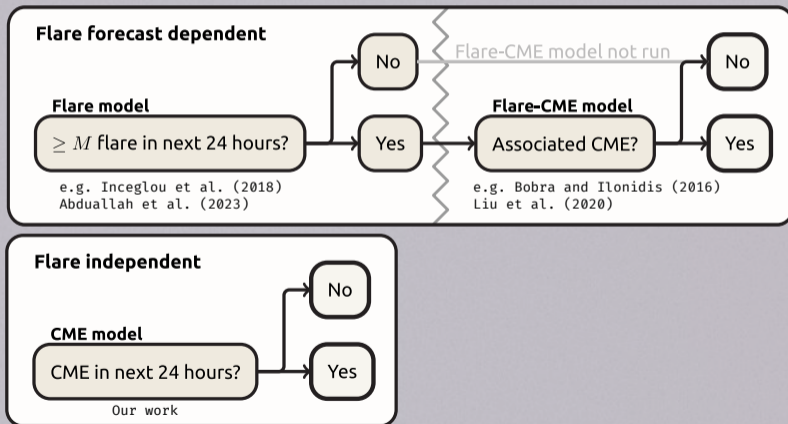 Flare forecast dependent
No
Flare-CME model not run
No
Flare model
Flare-CME model
≥ M flare in next 24 hours?
Yes
Associated CME?
Yes
e.g. Inceglou et al. (2018)
Abduallah et al. (2023)
e.g. Bobra and Ilonidis (2016)
Liu et al. (2020)
Flare independent
No
CME model
CME in next 24 hours?
Yes
Our work